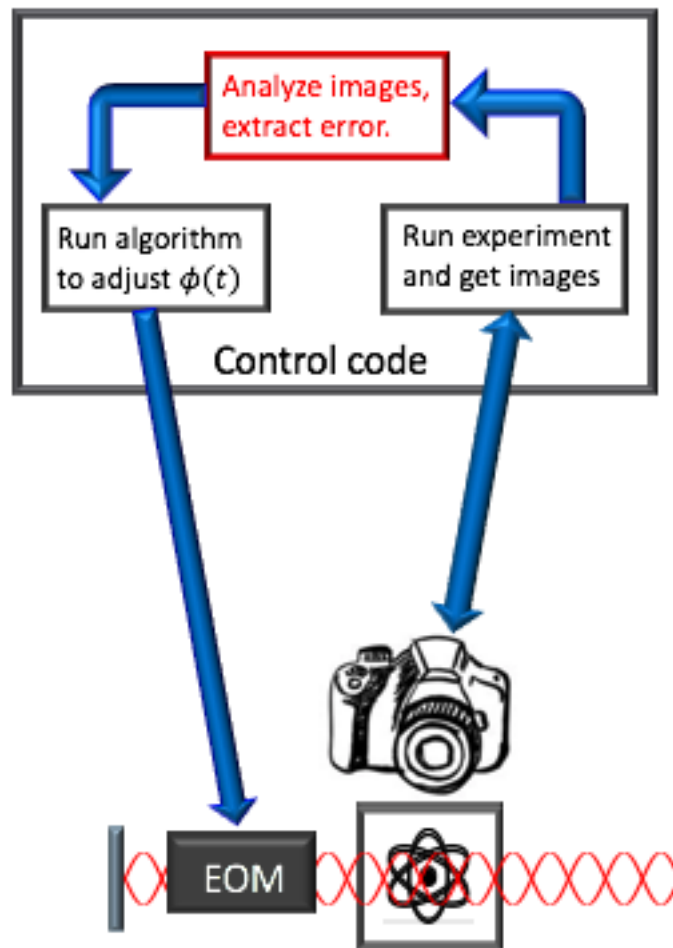 Analyze images,
extract error.
Run algorithm
to adjust ϕ(t)
Run experiment
and get images
Control code
EOM